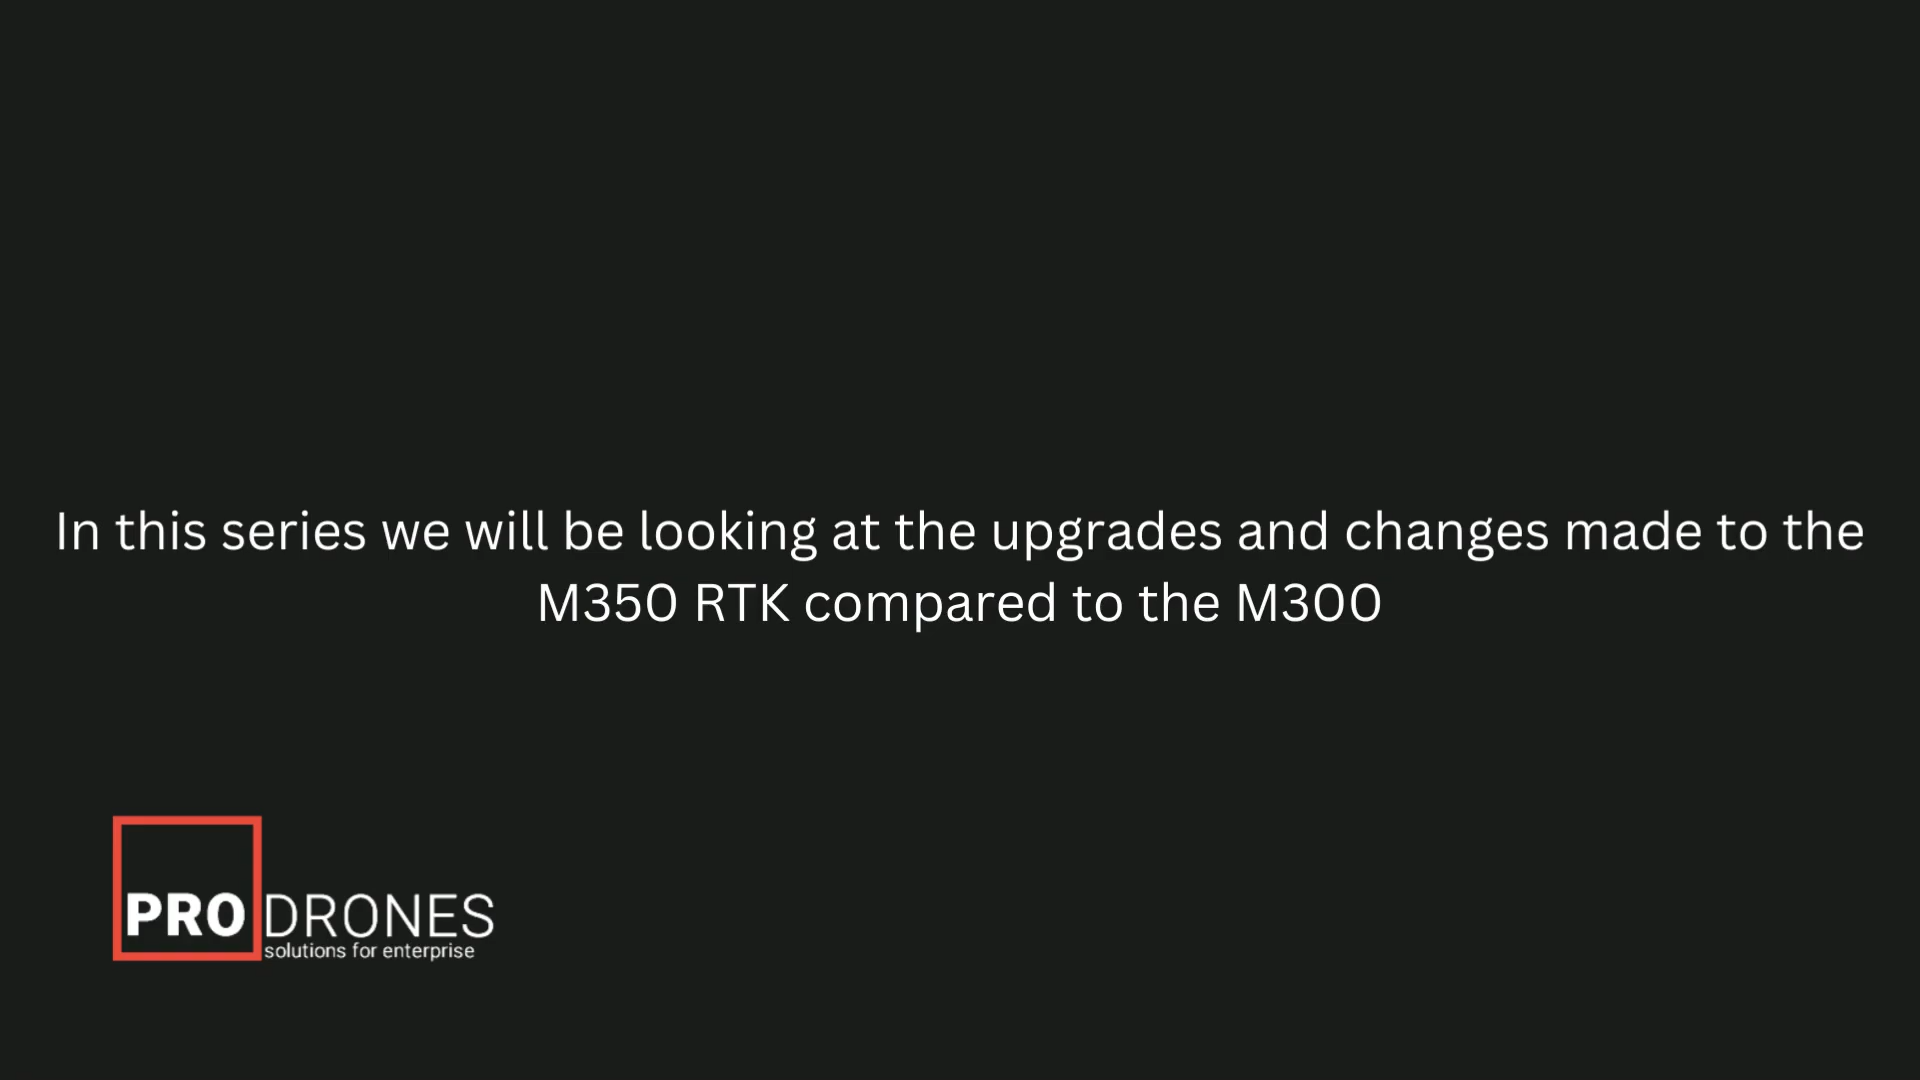 In this series we will be looking at the upgrades and changes made to the
M350 RTK compared to the M300
PRO DRONES
solutions for enterprise